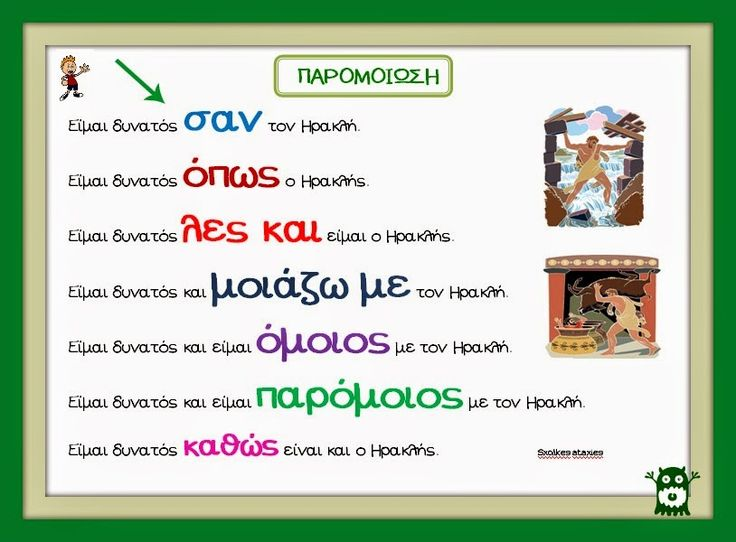 ΠΑΡΟΜΟΙΩΣΗ
Είμαι δυνατός σαν τον Ηρακλή.
Είμαι δυνατός όπως ο Ηρακλής.
Είμαι δυνατός λες και είμαι ο Ηρακλής.
Είμαι δυνατός και μοιάζω με τον Ηρακλή.
Είμαι δυνατός και είμαι όμοιος με τον Ηρακλή.
Είμαι δυνατός και είμαι παρόμοιος με τον Ηρακλή.
Είμαι δυνατός καθώς είναι και ο Ηρακλής.
Sxolikes ataxies